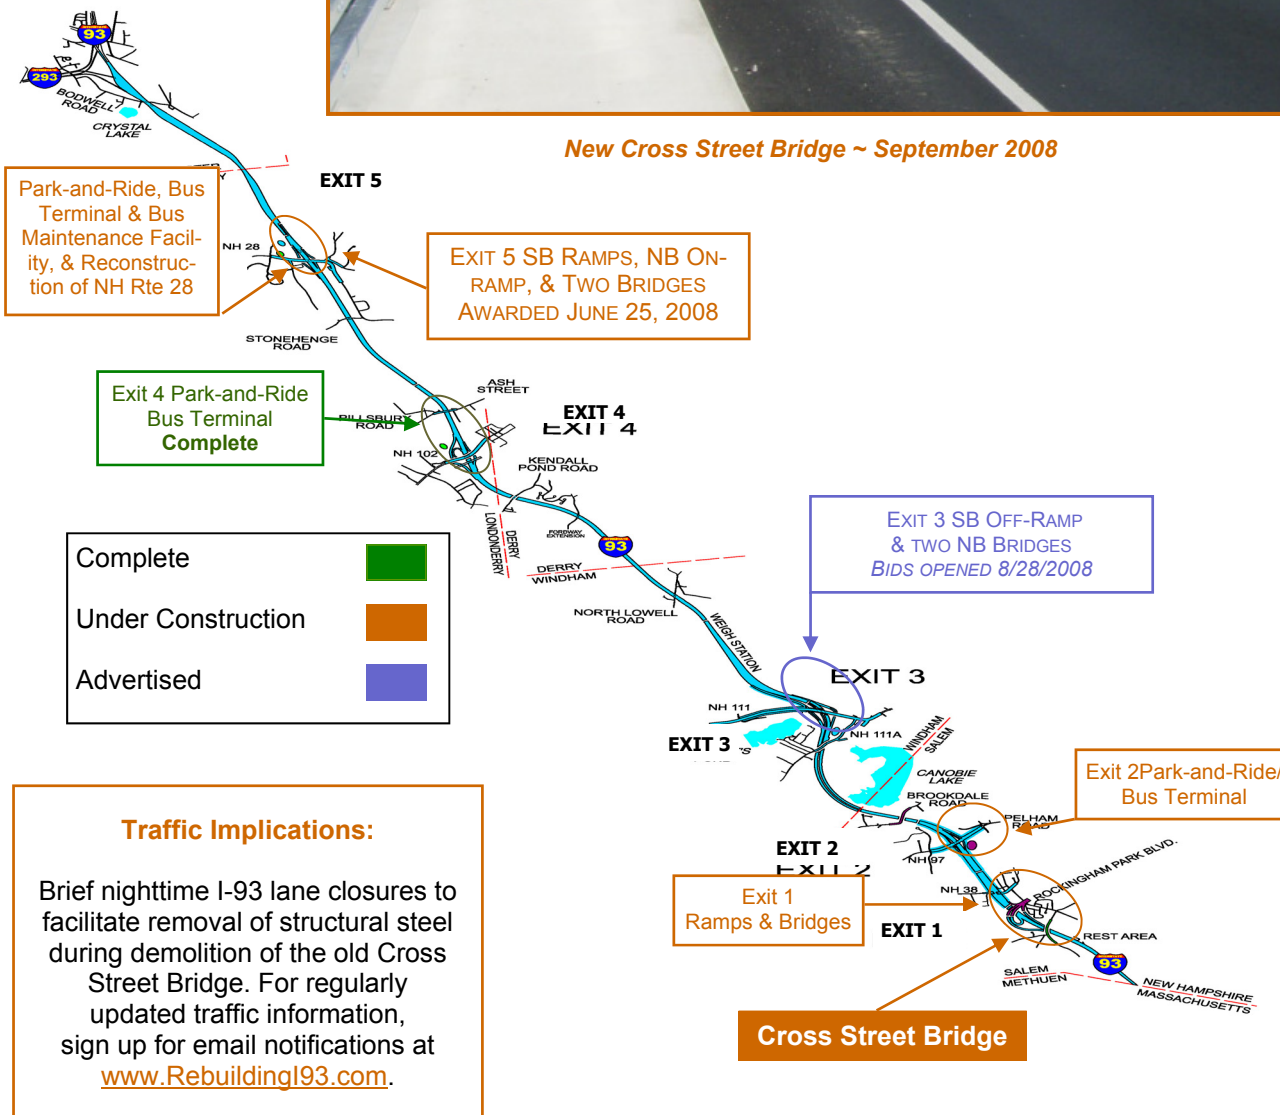 New Cross Street Bridge ~ September 2008
93
293
BODWELL
ROAD
CRYSTAL
LAKE
EXIT 5
Park-and-Ride, Bus
Terminal & Bus
Maintenance Facil-
ity, & Reconstruc-
tion of NH Rte 28
NH 28
EXIT 5 SB RAMPS, NB ON-
RAMP, & TWO BRIDGES
AWARDED JUNE 25, 2008
STONEHENGE
ROAD
Exit 4 Park-and-Ride
Bus Terminal
Complete
ASH
STREET
PILLSBURY
ROAD
EXIT 4
EXIT 4
NH 102
KENDALL
POND ROAD
FORDWAY
EXTENSION
DERRY
LONDONDERRY
93
DERRY
WINDHAM
NORTH LOWELL
ROAD
WEIGH STATION
EXIT 3 SB OFF-RAMP
& TWO NB BRIDGES
BIDS OPENED 8/28/2008
Complete
Under Construction
Advertised
EXIT 3
NH 111
NH 111A
EXIT 3
WINDHAM
SALEM
CANOBIE
LAKE
BROOKDALE
ROAD
Exit 2Park-and-Ride/
Bus Terminal
PELHAM
ROAD
EXIT 2
EXIT 2
NH 97
NH 38
ROCKINGHAM PARK BLVD.
Exit 1
Ramps & Bridges
EXIT 1
REST AREA
93
SALEM
METHUEN
NEW HAMPSHIRE
MASSACHUSETTS
Cross Street Bridge
Traffic Implications:
Brief nighttime I-93 lane closures to
facilitate removal of structural steel
during demolition of the old Cross
Street Bridge. For regularly
updated traffic information,
sign up for email notifications at
www.RebuildingI93.com.